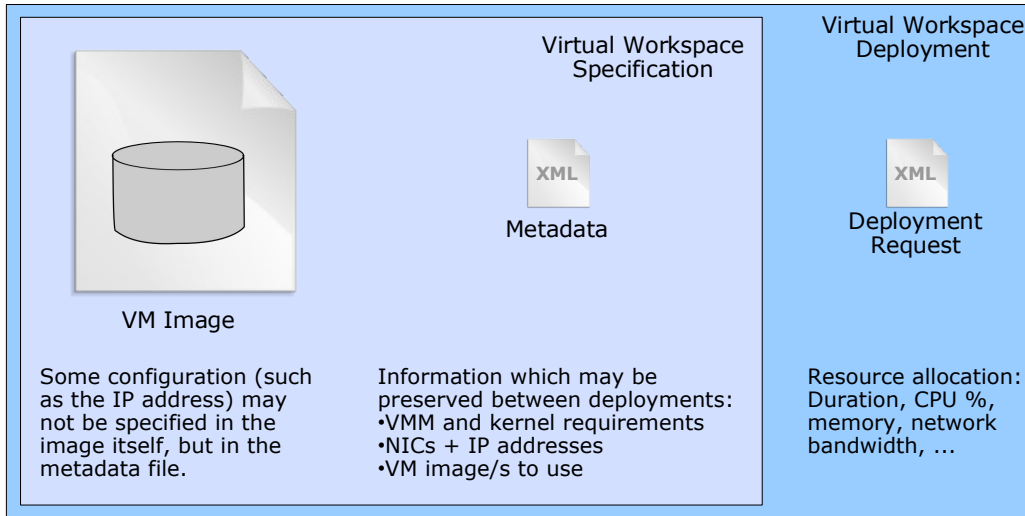 Virtual Workspace
Specification
Virtual Workspace
Deployment
XML
Metadata
XML
Deployment
Request
VM Image
Some configuration (such
as the IP address) may
not be specified in the
image itself, but in the
metadata file.
Information which may be
preserved between deployments:
•VMM and kernel requirements
•NICs + IP addresses
•VM image/s to use
Resource allocation:
Duration, CPU %,
memory, network
bandwidth, ...